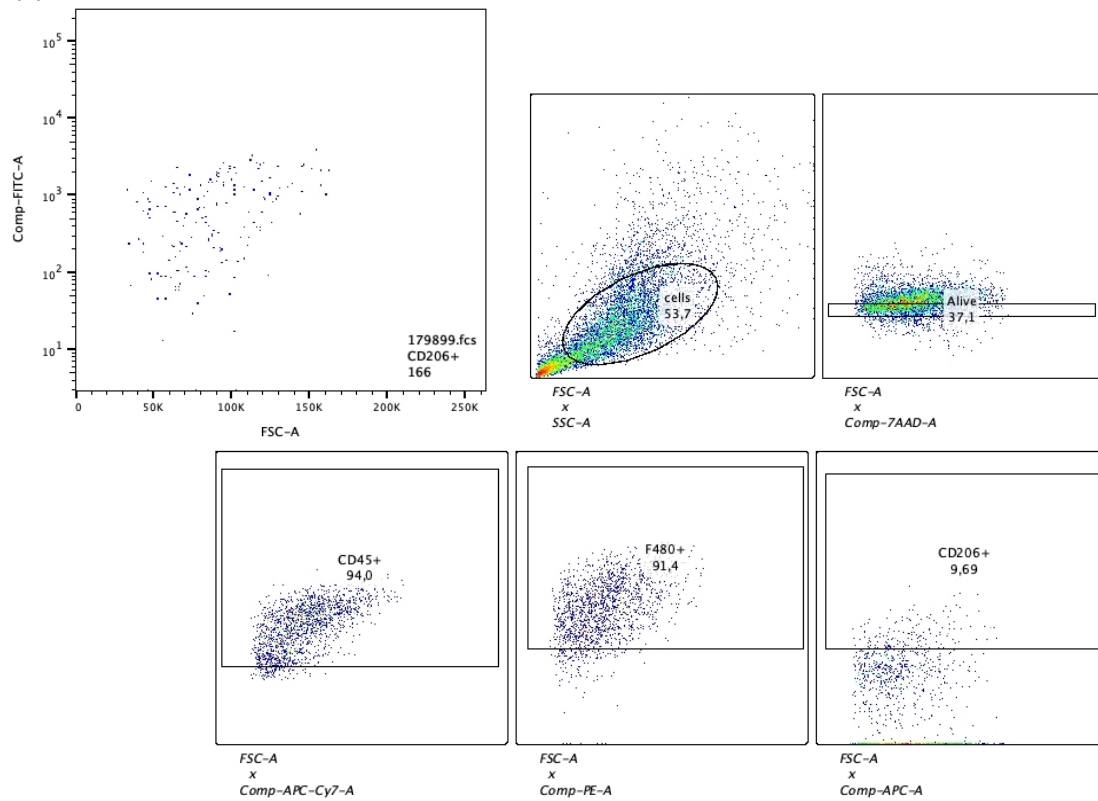 10^5
10^4
10^3
10^2
10^1
Comp-FITC-A
179899.fcs
CD206+
166
0 50K 100K 150K 200K 250K
FSC-A
cells
53,7
FSC-A
x
SSC-A
Alive
37,1
FSC-A
x
Comp-7AAD-A
CD45+
94,0
FSC-A
x
Comp-APC-Cy7-A
F480+
91,4
FSC-A
x
Comp-PE-A
CD206+
9,69
FSC-A
x
Comp-APC-A